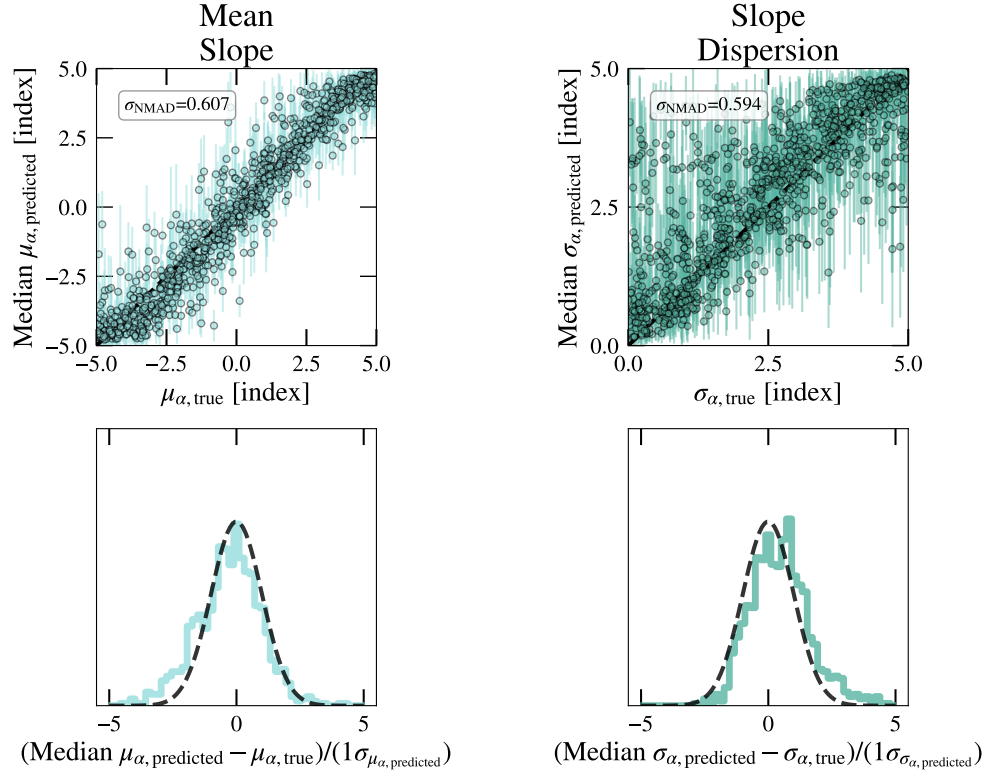 Mean
Slope
Slope
Dispersion
5.0
2.5
0.0
−2.5
−5.0
Median μα, predicted [index]
σNMAD=0.607
−5.0 −2.5 0.0 2.5 5.0
μα, true [index]
5.0
2.5
0.0
Median σα, predicted [index]
σNMAD=0.594
0.0 2.5 5.0
σα, true [index]
−5 0 5
(Median μα, predicted − μα, true)/(1σμα, predicted)
−5 0 5
(Median σα, predicted − σα, true)/(1σσα, predicted)